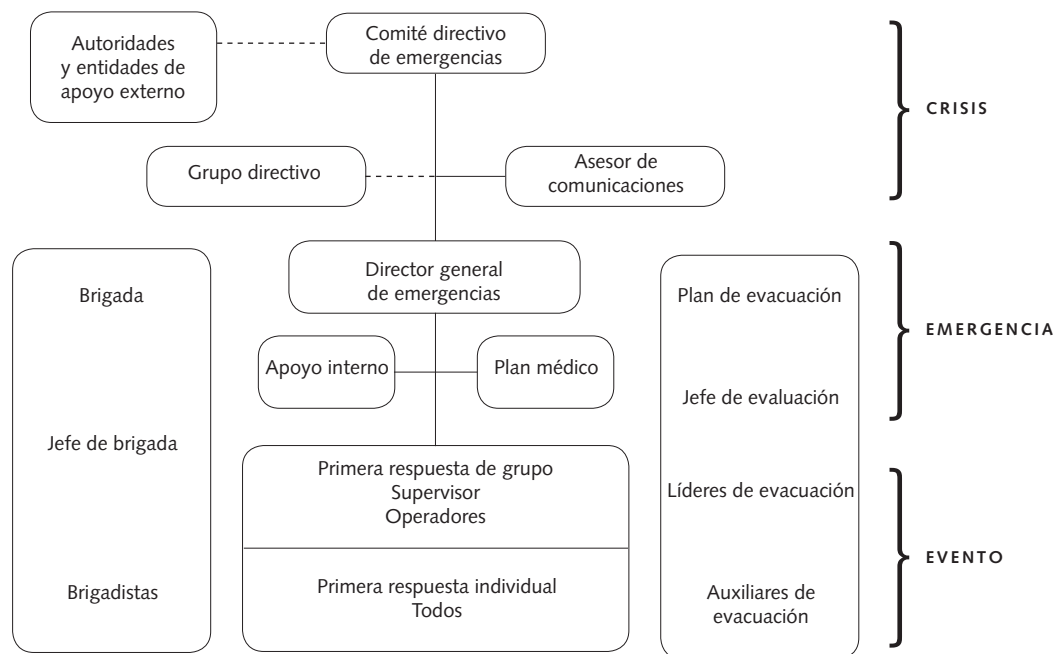 Autoridades
y entidades de
apoyo externo
Comité directivo
de emergencias
CRISIS
Grupo directivo
Asesor de
comunicaciones
Brigada
Director general
de emergencias
Plan de evacuación
EMERGENCIA
Apoyo interno
Plan médico
Jefe de evaluación
Jefe de brigada
Primera respuesta de grupo
Supervisor
Operadores
Líderes de evacuación
EVENTO
Brigadistas
Primera respuesta individual
Todos
Auxiliares de
evacuación